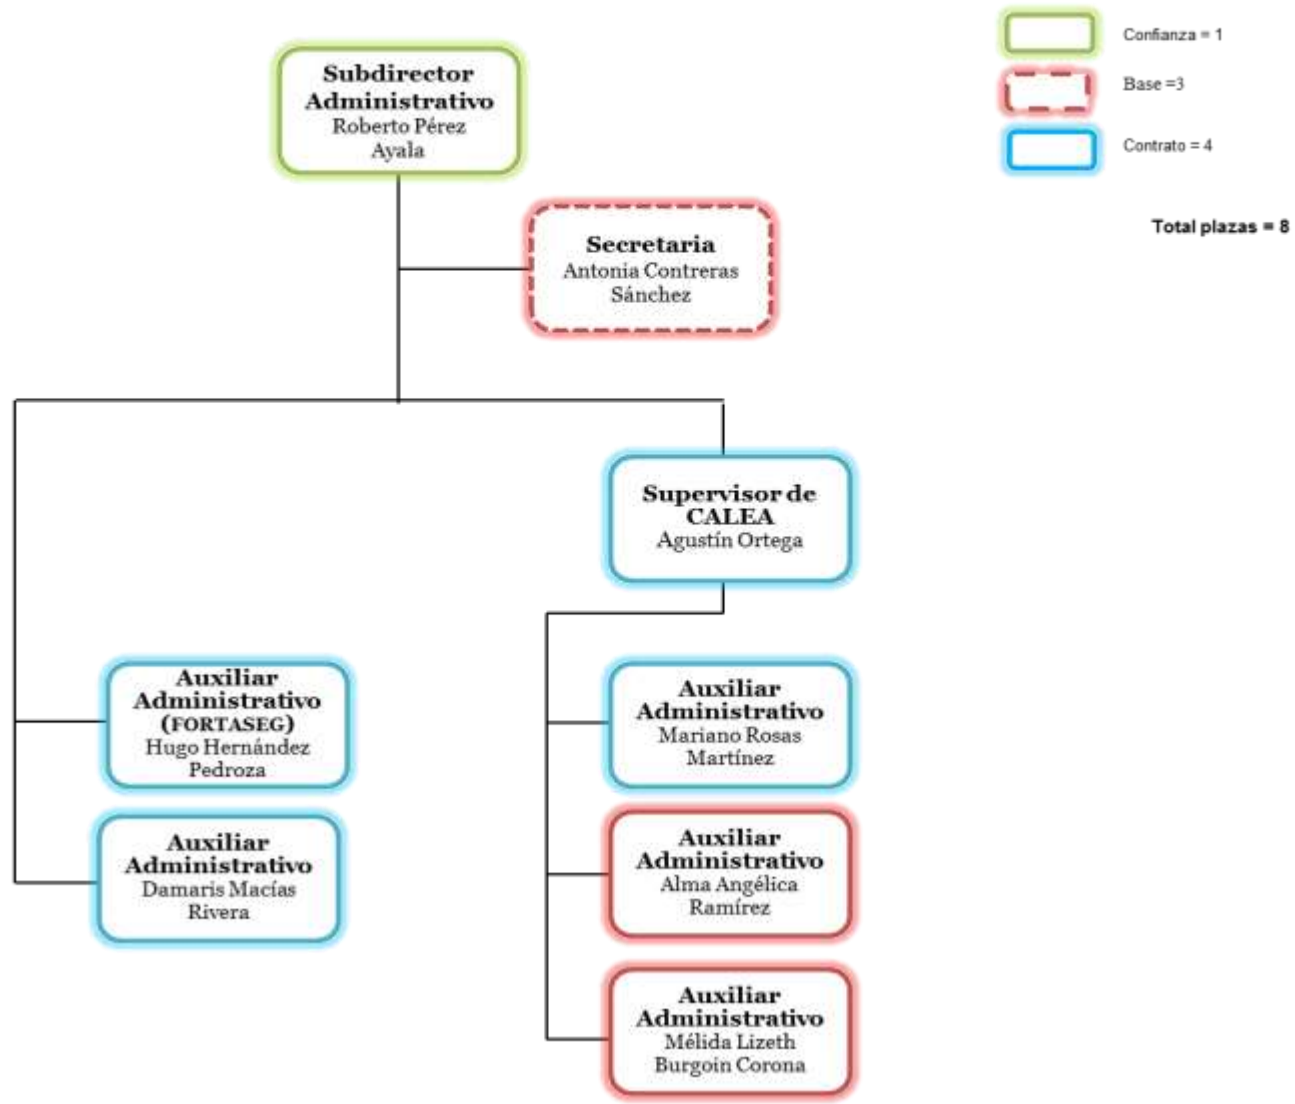 Confianza = 1
Base =3
Contrato = 4
Total plazas = 8
Subdirector
Administrativo
Roberto Pérez
Ayala
Secretaria
Antonia Contreras
Sánchez
Supervisor de
CALEA
Agustín Ortega
Auxiliar
Administrativo
(FORTASEG)
Hugo Hernández
Pedroza
Auxiliar
Administrativo
Damaris Macías
Rivera
Auxiliar
Administrativo
Mariano Rosas
Martínez
Auxiliar
Administrativo
Alma Angélica
Ramírez
Auxiliar
Administrativo
Mélida Lizeth
Burgoin Corona